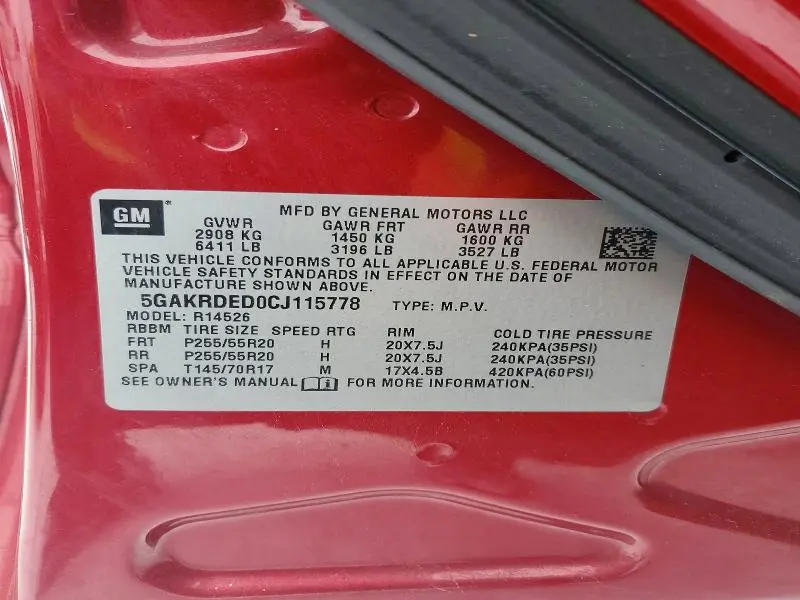 GM
MFD BY GENERAL MOTORS LLC
GVWR GAWR FRT GAWR RR
2908 KG 1450 KG 1600 KG
6411 LB 3196 LB 3527 LB
THIS VEHICLE CONFORMS TO ALL APPLICABLE U.S. FEDERAL MOTOR
VEHICLE SAFETY STANDARDS IN EFFECT ON THE DATE OF
MANUFACTURE SHOWN ABOVE.
5GAKRDED0CJ115778 TYPE: M.P.V.
MODEL: R14526
RBBM TIRE SIZE SPEED RTG RIM COLD TIRE PRESSURE
FRT P255/55R20 H 20X7.5J 240KPA(35PSI)
RR P255/55R20 H 20X7.5J 240KPA(35PSI)
SPA T145/70R17 M 17X4.5B 420KPA(60PSI)
SEE OWNER'S MANUAL FOR MORE INFORMATION.